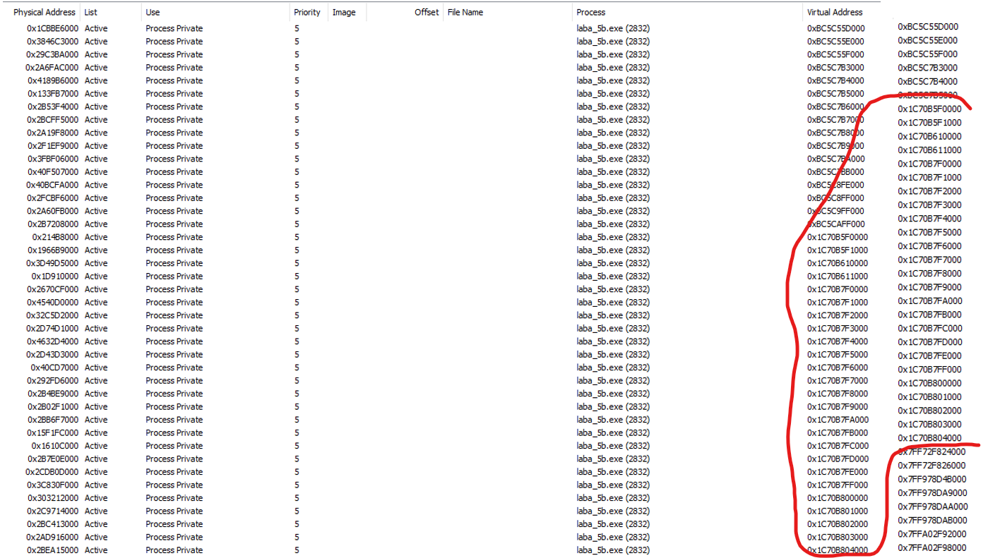 Physical Address List Use Priority Image Offset File Name Process Virtual Address
0x1CBBE6000 Active Process Private 5 laba_5b.exe (2832) 0xBC5C55D000
0x3846C3000 Active Process Private 5 laba_5b.exe (2832) 0xBC5C55E000
0x29C3BA000 Active Process Private 5 laba_5b.exe (2832) 0xBC5C55F000
0x2A6FAC000 Active Process Private 5 laba_5b.exe (2832) 0xBC5C7B3000
0x4189B6000 Active Process Private 5 laba_5b.exe (2832) 0xBC5C7B4000
0x133FB7000 Active Process Private 5 laba_5b.exe (2832) 0xBC5C7B5000
0x2B53F4000 Active Process Private 5 laba_5b.exe (2832) 0xBC5C7B6000
0x2BCFF5000 Active Process Private 5 laba_5b.exe (2832) 0xBC5C7B7000
0x2A19F8000 Active Process Private 5 laba_5b.exe (2832) 0xBC5C7B8000
0x2F1EF9000 Active Process Private 5 laba_5b.exe (2832) 0xBC5C7B9000
0x3FBF06000 Active Process Private 5 laba_5b.exe (2832) 0xBC5C7BA000
0x40F507000 Active Process Private 5 laba_5b.exe (2832) 0xBC5C7BB000
0x40BCFA000 Active Process Private 5 laba_5b.exe (2832) 0xBC5C8FE000
0x2FCBF6000 Active Process Private 5 laba_5b.exe (2832) 0xBC5C8FF000
0x2A60FB000 Active Process Private 5 laba_5b.exe (2832) 0xBC5C9FF000
0x2B7208000 Active Process Private 5 laba_5b.exe (2832) 0xBC5CAFF000
0x214B8000 Active Process Private 5 laba_5b.exe (2832) 0x1C70B5F0000
0x1966B9000 Active Process Private 5 laba_5b.exe (2832) 0x1C70B5F1000
0x3D49D5000 Active Process Private 5 laba_5b.exe (2832) 0x1C70B610000
0x1D910000 Active Process Private 5 laba_5b.exe (2832) 0x1C70B611000
0x2670CF000 Active Process Private 5 laba_5b.exe (2832) 0x1C70B7F0000
0x4540D0000 Active Process Private 5 laba_5b.exe (2832) 0x1C70B7F1000
0x32C5D2000 Active Process Private 5 laba_5b.exe (2832) 0x1C70B7F2000
0x2D74D1000 Active Process Private 5 laba_5b.exe (2832) 0x1C70B7F3000
0x4632D4000 Active Process Private 5 laba_5b.exe (2832) 0x1C70B7F4000
0x2D43D3000 Active Process Private 5 laba_5b.exe (2832) 0x1C70B7F5000
0x40CD7000 Active Process Private 5 laba_5b.exe (2832) 0x1C70B7F6000
0x292FD6000 Active Process Private 5 laba_5b.exe (2832) 0x1C70B7F7000
0x2B4BE9000 Active Process Private 5 laba_5b.exe (2832) 0x1C70B7F8000
0x2B02F1000 Active Process Private 5 laba_5b.exe (2832) 0x1C70B7F9000
0x2BB6F7000 Active Process Private 5 laba_5b.exe (2832) 0x1C70B7FA000
0x15F1FC000 Active Process Private 5 laba_5b.exe (2832) 0x1C70B7FB000
0x1610C000 Active Process Private 5 laba_5b.exe (2832) 0x1C70B7FC000
0x2B7E0E000 Active Process Private 5 laba_5b.exe (2832) 0x1C70B7FD000
0x2CDB0D000 Active Process Private 5 laba_5b.exe (2832) 0x1C70B7FE000
0x3C830F000 Active Process Private 5 laba_5b.exe (2832) 0x1C70B7FF000
0x303212000 Active Process Private 5 laba_5b.exe (2832) 0x1C70B800000
0x2C9714000 Active Process Private 5 laba_5b.exe (2832) 0x1C70B801000
0x2BC413000 Active Process Private 5 laba_5b.exe (2832) 0x1C70B802000
0x2AD916000 Active Process Private 5 laba_5b.exe (2832) 0x1C70B803000
0x2BEA15000 Active Process Private 5 laba_5b.exe (2832) 0x1C70B804000
0xBC5C55D000
0xBC5C55E000
0xBC5C55F000
0xBC5C7B3000
0xBC5C7B4000
0xBC5C7B5000
0x1C70B5F0000
0x1C70B5F1000
0x1C70B610000
0x1C70B611000
0x1C70B7F0000
0x1C70B7F1000
0x1C70B7F2000
0x1C70B7F3000
0x1C70B7F4000
0x1C70B7F5000
0x1C70B7F6000
0x1C70B7F7000
0x1C70B7F8000
0x1C70B7F9000
0x1C70B7FA000
0x1C70B7FB000
0x1C70B7FC000
0x1C70B7FD000
0x1C70B7FE000
0x1C70B7FF000
0x1C70B800000
0x1C70B801000
0x1C70B802000
0x1C70B803000
0x1C70B804000
0x7FF72F824000
0x7FF72F826000
0x7FF978D4B000
0x7FF978DA9000
0x7FF978DAA000
0x7FF978DAB000
0x7FFA02F92000
0x7FFA02F98000